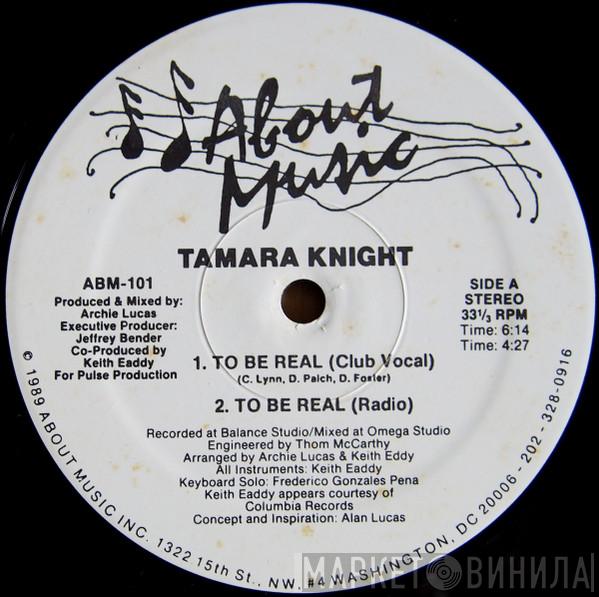 About
Music
TAMARA KNIGHT
ABM-101
Produced & Mixed by:
Archie Lucas
Executive Producer:
Jeffrey Bender
Co-Produced by
Keith Eaddy
For Pulse Production
SIDE A
STEREO
33 1/3 RPM
Time: 6:14
Time: 4:27
1. TO BE REAL (Club Vocal)
(C. Lynn, D. Paich, D. Foster)
2. TO BE REAL (Radio)
Recorded at Balance Studio/Mixed at Omega Studio
Engineered by Thom McCarthy
Arranged by Archie Lucas & Keith Eddy
All Instruments: Keith Eaddy
Keyboard Solo: Frederico Gonzales Pena
Keith Eaddy appears courtesy of
Columbia Records
Concept and Inspiration: Alan Lucas
© 1989 ABOUT MUSIC INC. 1322 15th St., NW, #4 WASHINGTON, DC 20006 - 202 - 328-0916
МАРКЕТ ВИНИЛА